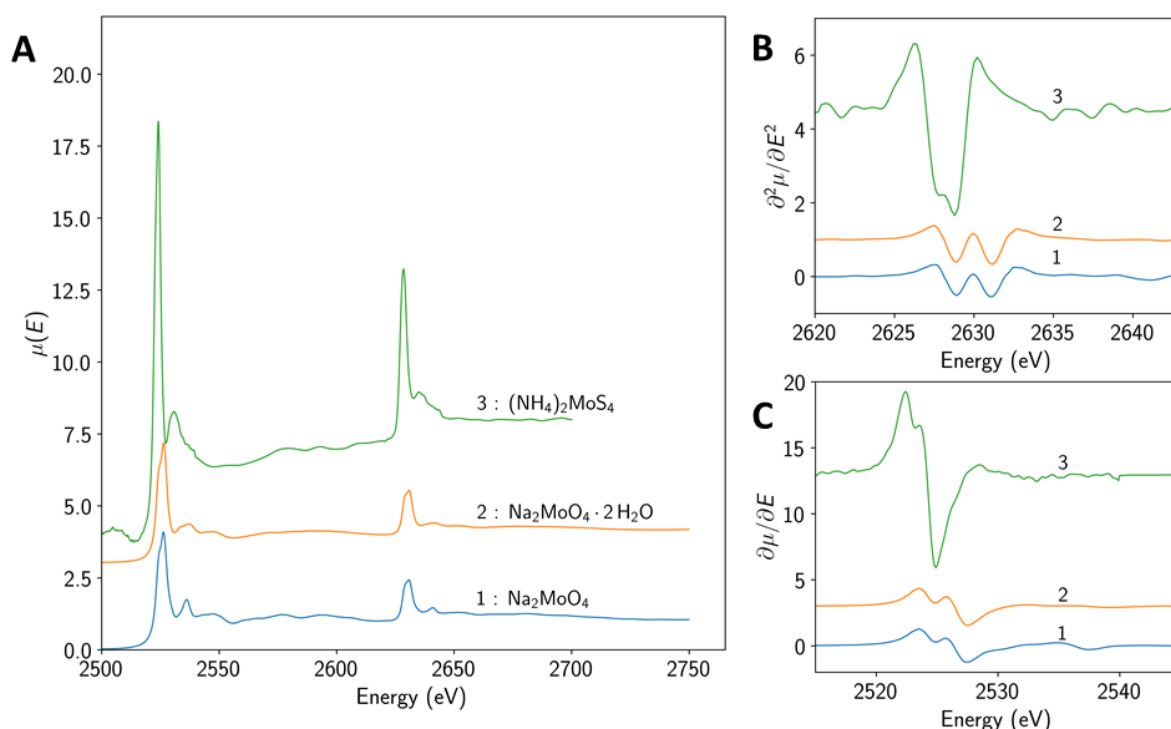 A
20.0
17.5
15.0
12.5
10.0
7.5
5.0
2.5
0.0
μ(E)
3 : (NH₄)₂MoS₄
2 : Na₂MoO₄ · 2 H₂O
1 : Na₂MoO₄
2500 2550 2600 2650 2700 2750
Energy (eV)
B
6
4
2
0
∂²μ/∂E²
3
2
1
2620 2625 2630 2635 2640
Energy (eV)
C
20
15
10
5
0
∂μ/∂E
3
2
1
2520 2530 2540
Energy (eV)